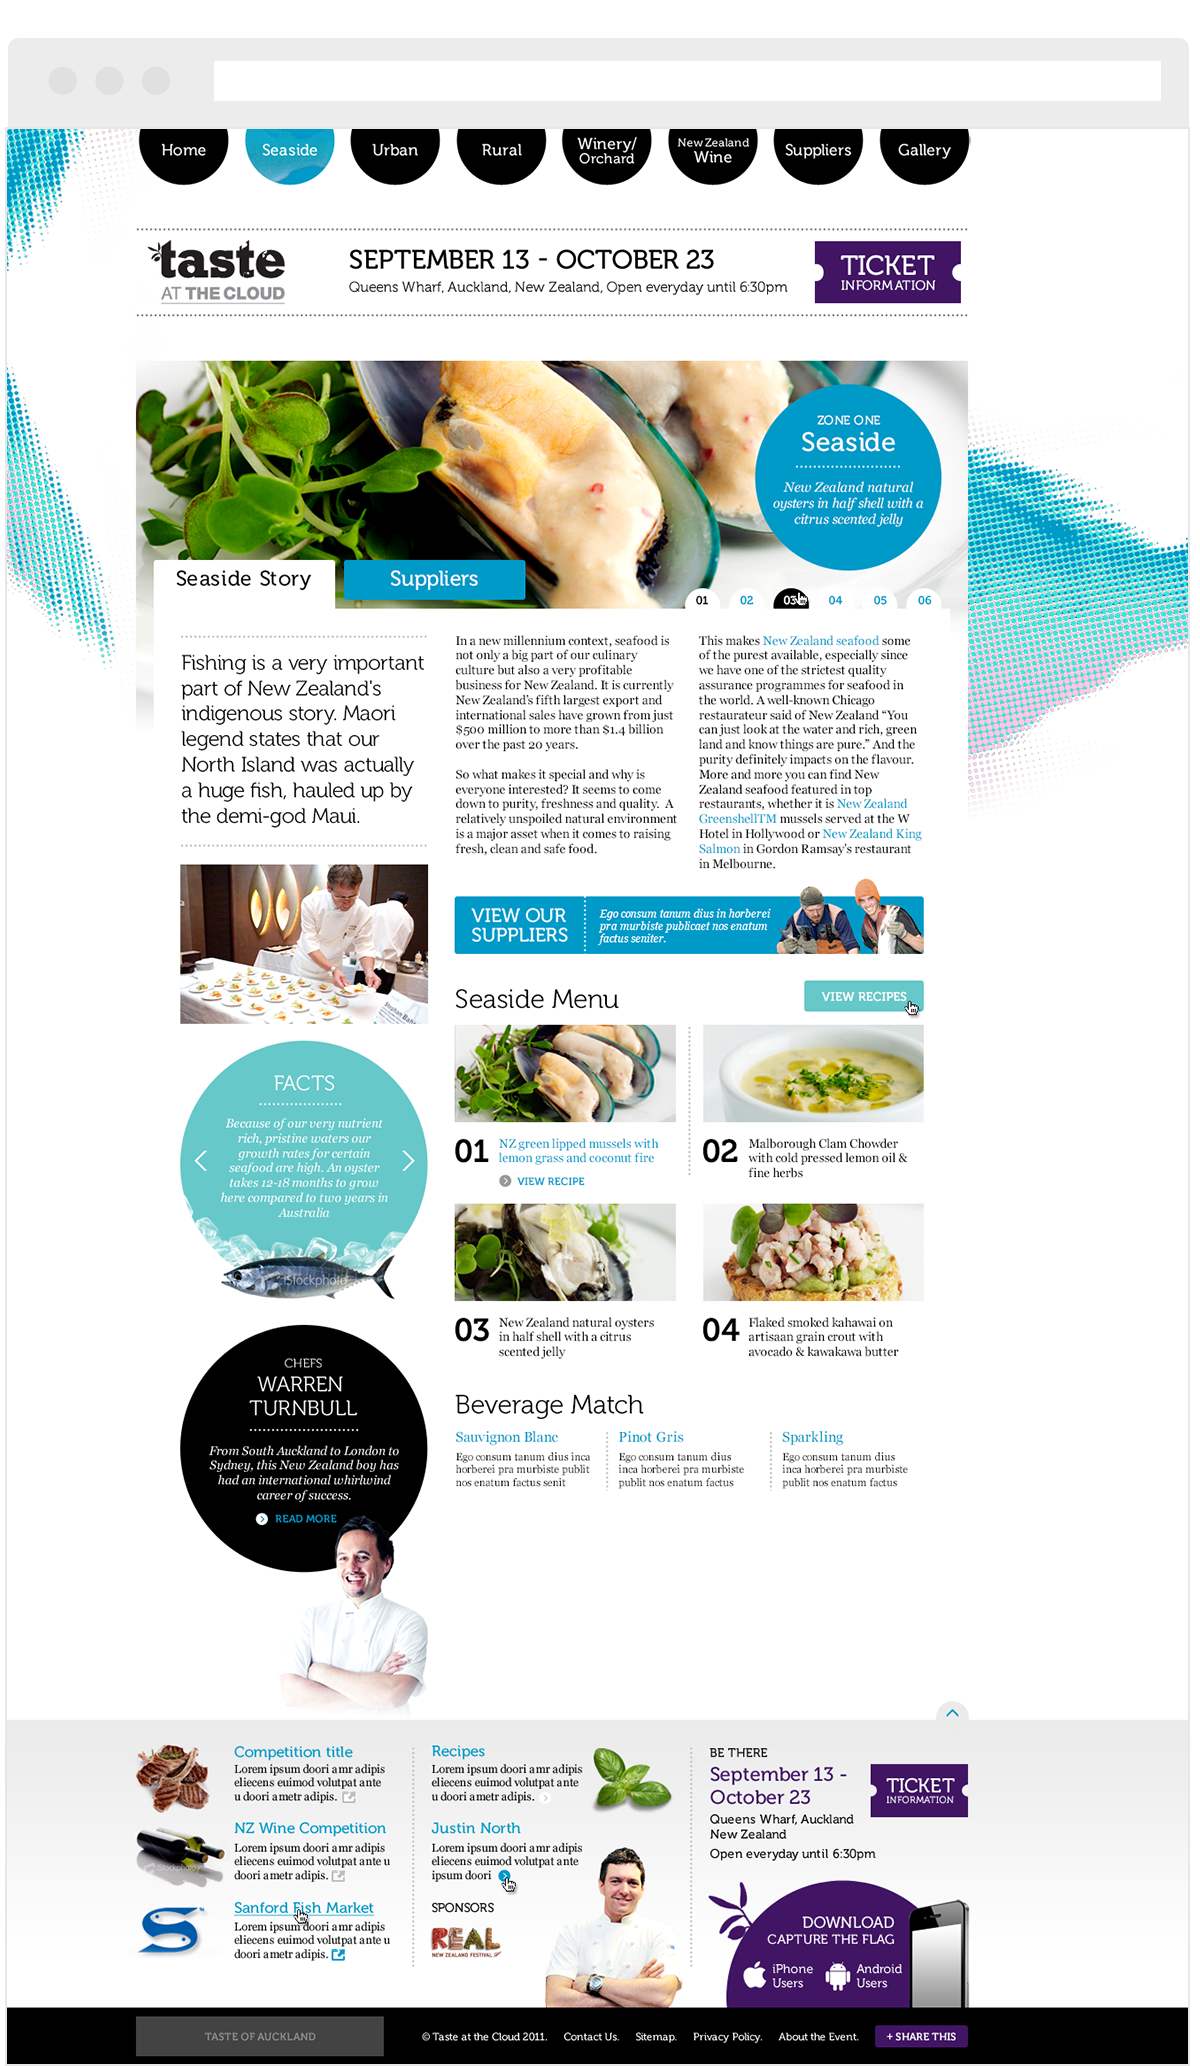 Home
Seaside
Urban
Rural
Winery/
Orchard
New Zealand
Wine
Suppliers
Gallery
taste
AT THE CLOUD
SEPTEMBER 13 - OCTOBER 23
Queens Wharf, Auckland, New Zealand, Open everyday until 6:30pm
TICKET
INFORMATION
ZONE ONE
Seaside
New Zealand natural
oysters in half shell with a
citrus scented jelly
Seaside Story
Suppliers
01 02 03 04 05 06
Fishing is a very important
part of New Zealand's
indigenous story. Maori
legend states that our
North Island was actually
a huge fish, hauled up by
the demi-god Maui.
In a new millennium context, seafood is
not only a big part of our culinary
culture but also a very profitable
business for New Zealand. It is currently
New Zealand's fifth largest export and
international sales have grown from just
$500 million to more than $1.4 billion
over the past 20 years.
So what makes it special and why is
everyone interested? It seems to come
down to purity, freshness and quality. A
relatively unspoiled natural environment
is a major asset when it comes to raising
fresh, clean and safe food.
This makes New Zealand seafood some
of the purest available, especially since
we have one of the strictest quality
assurance programmes for seafood in
the world. A well-known Chicago
restaurateur said of New Zealand “You
can just look at the water and rich, green
land and know things are pure.” And the
purity definitely impacts on the flavour.
More and more you can find New
Zealand seafood featured in top
restaurants, whether it is New Zealand
GreenshellTM mussels served at the W
Hotel in Hollywood or New Zealand King
Salmon in Gordon Ramsay's restaurant
in Melbourne.
VIEW OUR
SUPPLIERS
Ego consum tanum dius in horberei
pra murbiste publicaet nos enatum
factus seniter.
FACTS
Because of our very nutrient
rich, pristine waters our
growth rates for certain
seafood are high. An oyster
takes 12-18 months to grow
here compared to two years in
Australia
iStockphoto
CHEFS
WARREN
TURNBULL
From South Auckland to London to
Sydney, this New Zealand boy has
had an international whirlwind
career of success.
READ MORE
Seaside Menu
VIEW RECIPES
01
NZ green lipped mussels with
lemon grass and coconut fire
VIEW RECIPE
02
Malborough Clam Chowder
with cold pressed lemon oil &
fine herbs
03
New Zealand natural oysters
in half shell with a citrus
scented jelly
04
Flaked smoked kahawai on
artisaan grain crout with
avocado & kawakawa butter
Beverage Match
Sauvignon Blanc
Ego consum tanum dius inca
horberei pra murbiste publit
nos enatum factus senit
Pinot Gris
Ego consum tanum dius
inca horberei pra murbiste
publit nos enatum factus
Sparkling
Ego consum tanum dius
inca horberei pra murbiste
publit nos enatum factus
Competition title
Lorem ipsum doori amr adipis
eliecens euimod volutpat ante
u doori ametr adipis.
NZ Wine Competition
Lorem ipsum doori amr adipis
eliecens euimod volutpat ante u
doori ametr adipis.
Sanford Fish Market
Lorem ipsum doori amr adipis
eliecens euimod volutpat ante u
doori ametr adipis.
Recipes
Lorem ipsum doori amr adipis
eliecens euimod volutpat ante
u doori ametr adipis.
Justin North
Lorem ipsum doori amr adipis
eliecens euimod volutpat ante
ipsum doori
SPONSORS
REAL
NEW ZEALAND FESTIVAL
BE THERE
September 13 -
October 23
Queens Wharf, Auckland
New Zealand
Open everyday until 6:30pm
TICKET
INFORMATION
DOWNLOAD
CAPTURE THE FLAG
iPhone
Users
Android
Users
TASTE OF AUCKLAND
© Taste at the Cloud 2011.
Contact Us.
Sitemap.
Privacy Policy.
About the Event.
+ SHARE THIS